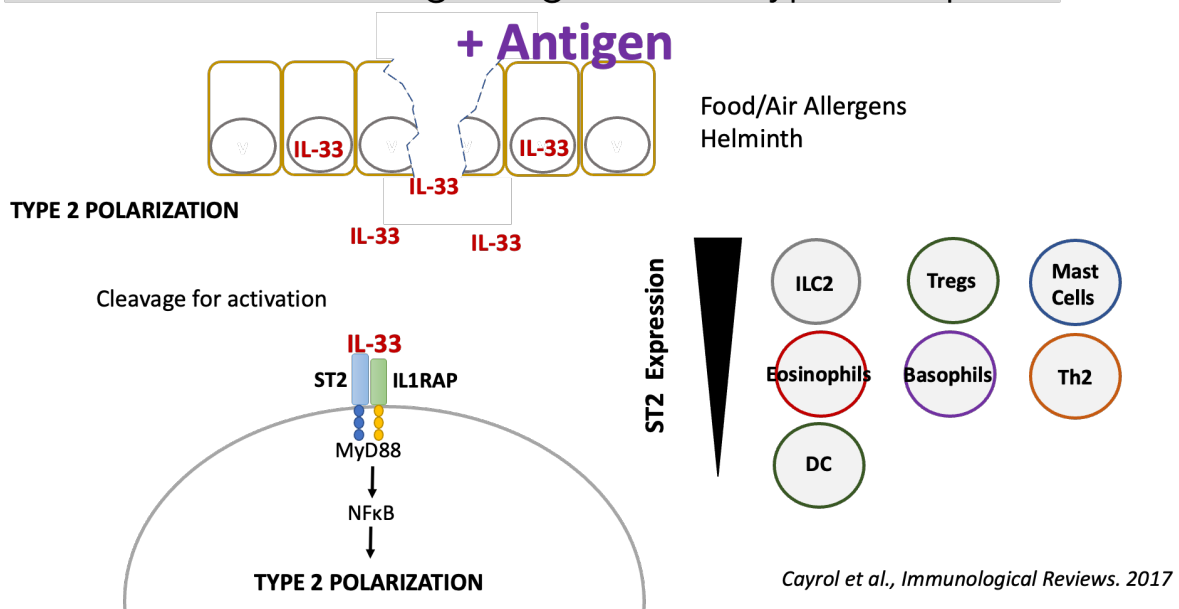 + Antigen
IL-33
IL-33
IL-33
Food/Air Allergens
Helminth
TYPE 2 POLARIZATION
IL-33
IL-33
Cleavage for activation
IL-33
ST2
IL1RAP
MyD88
NFκB
TYPE 2 POLARIZATION
ST2 Expression
ILC2
Tregs
Mast
Cells
Eosinophils
Basophils
Th2
DC
Cayrol et al., Immunological Reviews. 2017